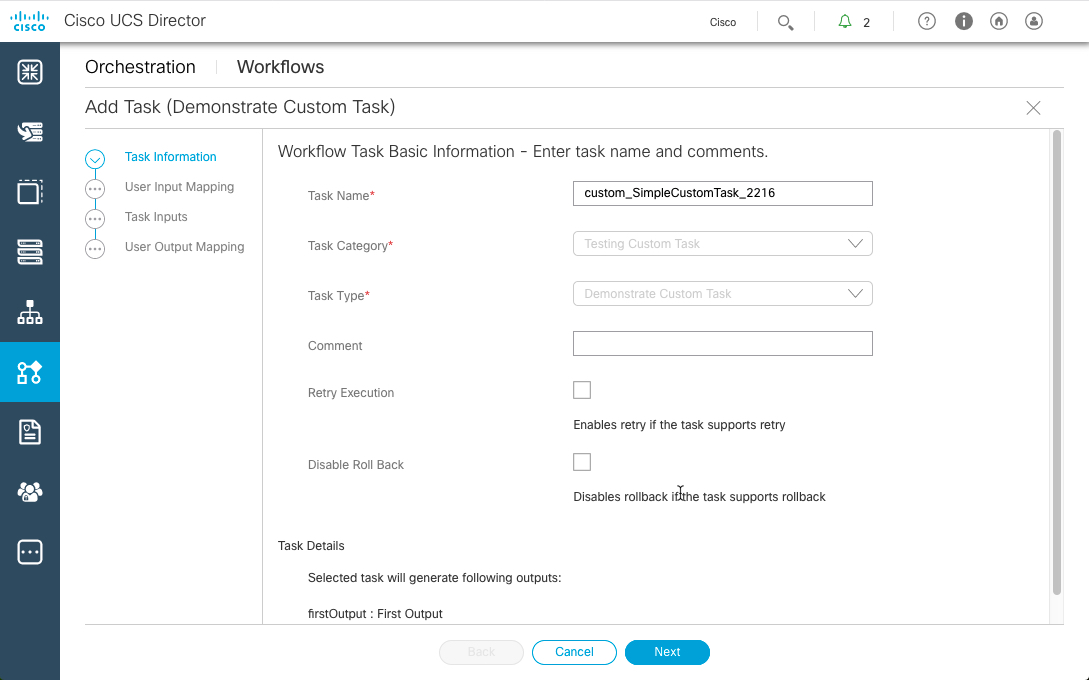 CISCO
Cisco UCS Director
Cisco
2
Orchestration
Workflows
Add Task (Demonstrate Custom Task)
Task Information
User Input Mapping
Task Inputs
User Output Mapping
Workflow Task Basic Information - Enter task name and comments.
Task Name* custom_SimpleCustomTask_2216
Task Category* Testing Custom Task
Task Type* Demonstrate Custom Task
Comment
Retry Execution
Enables retry if the task supports retry
Disable Roll Back
Disables rollback if the task supports rollback
Task Details
Selected task will generate following outputs:
firstOutput : First Output
Back
Cancel
Next